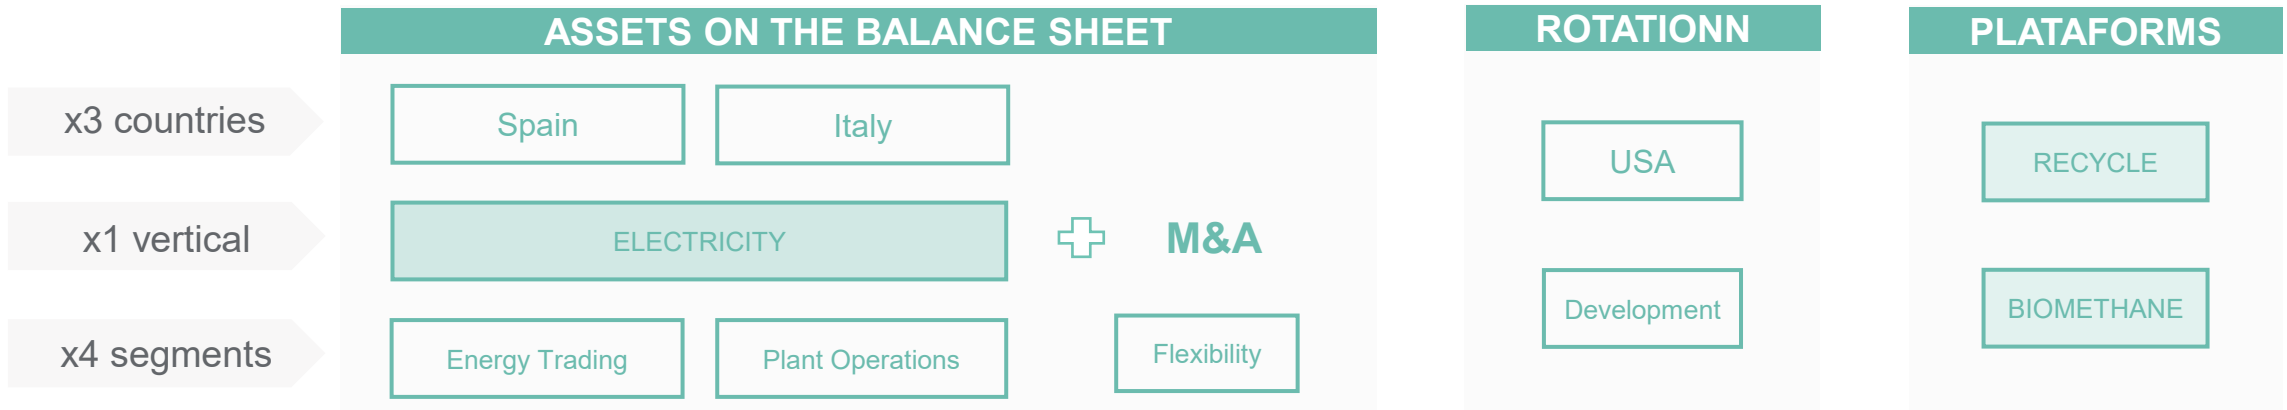 ASSETS ON THE BALANCE SHEET
ROTATIONN
PLATAFORMS
x3 countries
Spain
Italy
USA
RECYCLE
x1 vertical
ELECTRICITY
M&A
x4 segments
Energy Trading
Plant Operations
Flexibility
Development
BIOMETHANE